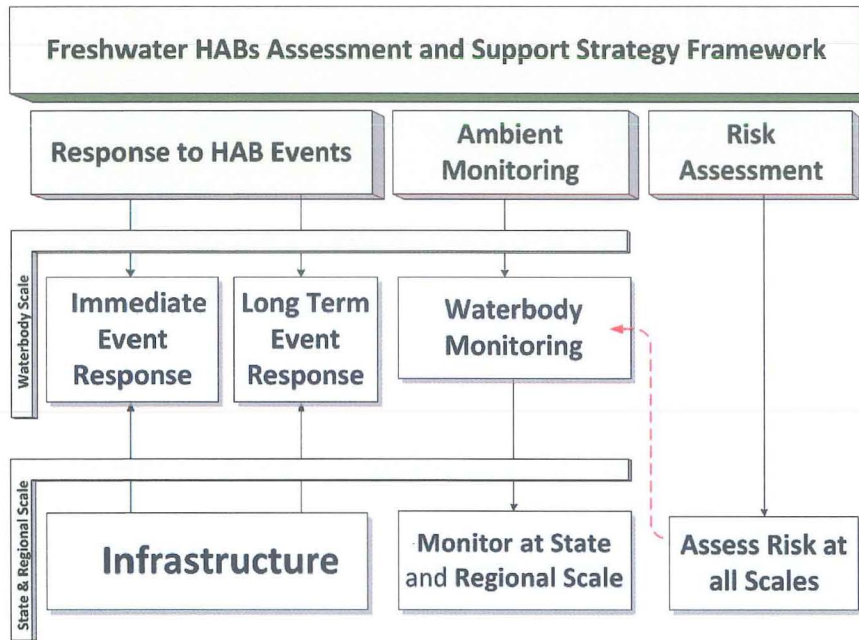 Freshwater HABs Assessment and Support Strategy Framework
Response to HAB Events
Ambient
Monitoring
Risk
Assessment
Waterbody Scale
Immediate
Event
Response
Long Term
Event
Response
Waterbody
Monitoring
State & Regional Scale
Infrastructure
Monitor at State
and Regional Scale
Assess Risk at
all Scales